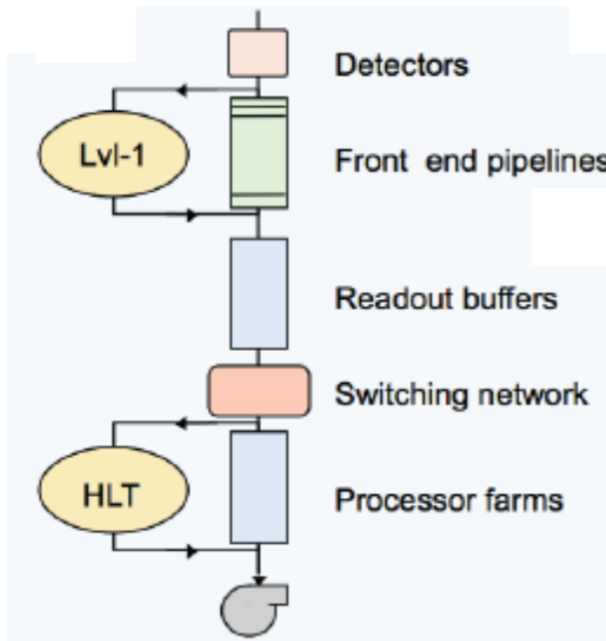 Detectors
Lvl-1
Front end pipelines
Readout buffers
Switching network
HLT
Processor farms